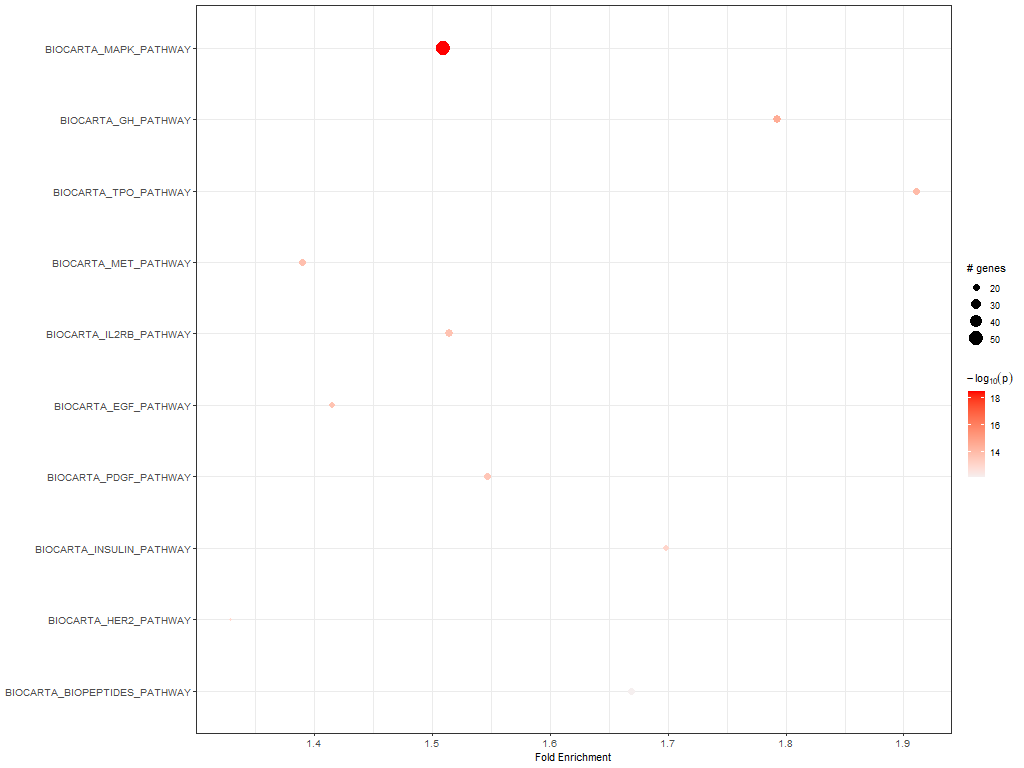 BIOCARTA_MAPK_PATHWAY
BIOCARTA_GH_PATHWAY
BIOCARTA_TPO_PATHWAY
BIOCARTA_MET_PATHWAY
BIOCARTA_IL2RB_PATHWAY
BIOCARTA_EGF_PATHWAY
BIOCARTA_PDGF_PATHWAY
BIOCARTA_INSULIN_PATHWAY
BIOCARTA_HER2_PATHWAY
BIOCARTA_BIOPEPTIDES_PATHWAY
1.4 1.5 1.6 1.7 1.8 1.9
Fold Enrichment
# genes
20
30
40
50
−log₁₀(p)
18
16
14